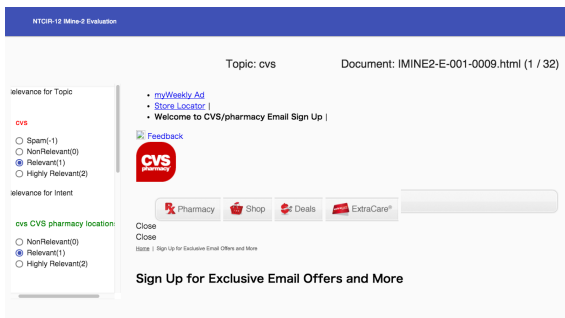 NTCIR-12 IMine-2 Evaluation
Topic: cvs
Document: IMINE2-E-001-0009.html (1 / 32)
elevance for Topic
cvs
Spam(-1)
NonRelevant(0)
Relevant(1)
Highly Relevant(2)
elevance for Intent
cvs CVS pharmacy location
NonRelevant(0)
Relevant(1)
Highly Relevant(2)
myWeekly Ad
Store Locator |
Welcome to CVS/pharmacy Email Sign Up |
Feedback
CVS
pharmacy
Pharmacy
Shop
Deals
ExtraCare®
Close
Close
Home | Sign Up for Exclusive Email Offers and More
Sign Up for Exclusive Email Offers and More